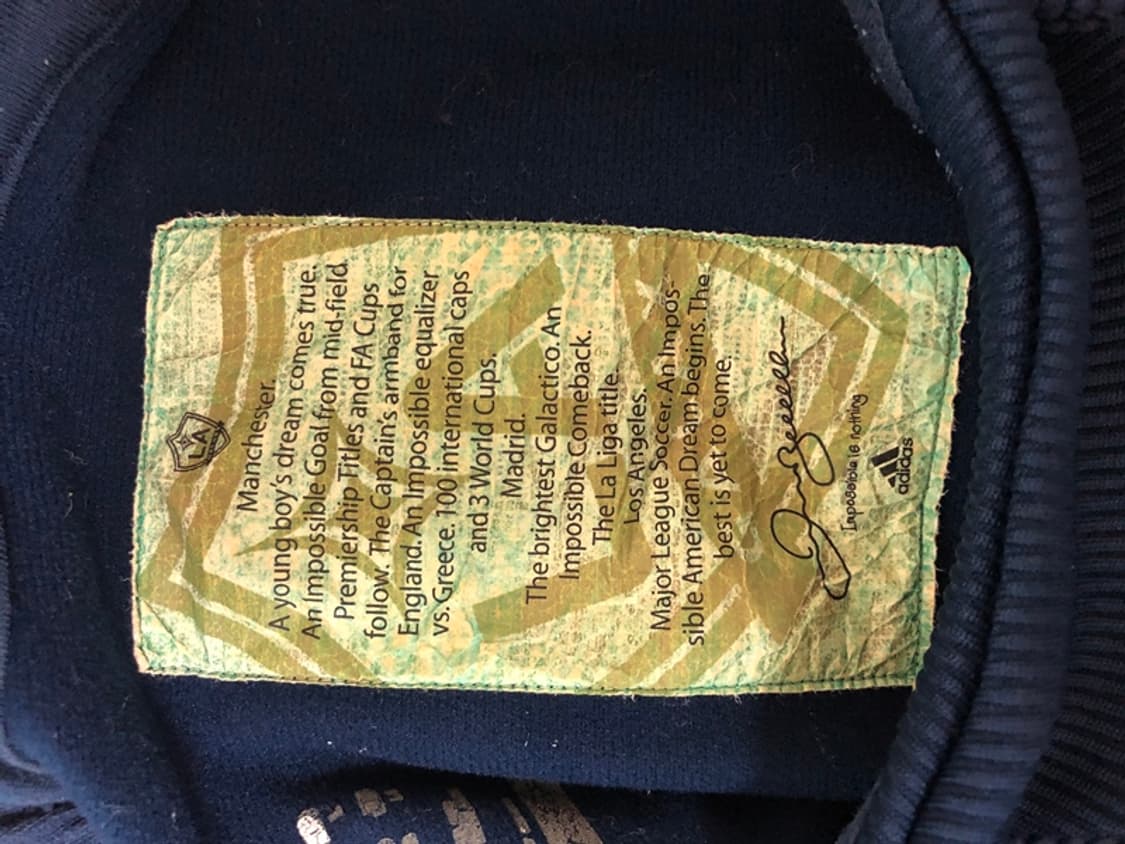 LA
Manchester.
A young boy's dream comes true.
An Impossible Goal from mid-field.
Premiership Titles and FA Cups
follow. The Captain's armband for
England. An Impossible equalizer
vs. Greece. 100 international caps
and 3 World Cups.
Madrid.
The brightest Galactico. An
Impossible Comeback.
The La Liga title.
Los Angeles.
Major League Soccer. An Impos-
sible American Dream begins. The
best is yet to come.
Impossible is nothing
adidas